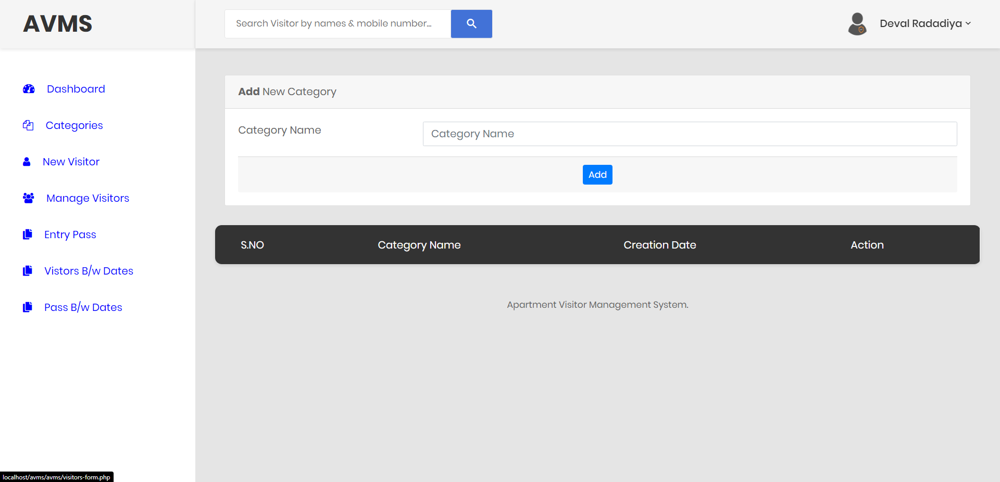 AVMS
Search Visitor by names & mobile number...
Deval Radadiya
Dashboard
Categories
New Visitor
Manage Visitors
Entry Pass
Vistors B/w Dates
Pass B/w Dates
Add New Category
Category Name
Category Name
Add
S.NO Category Name Creation Date Action
Apartment Visitor Management System.
localhost/avms/avms/visitors-form.php